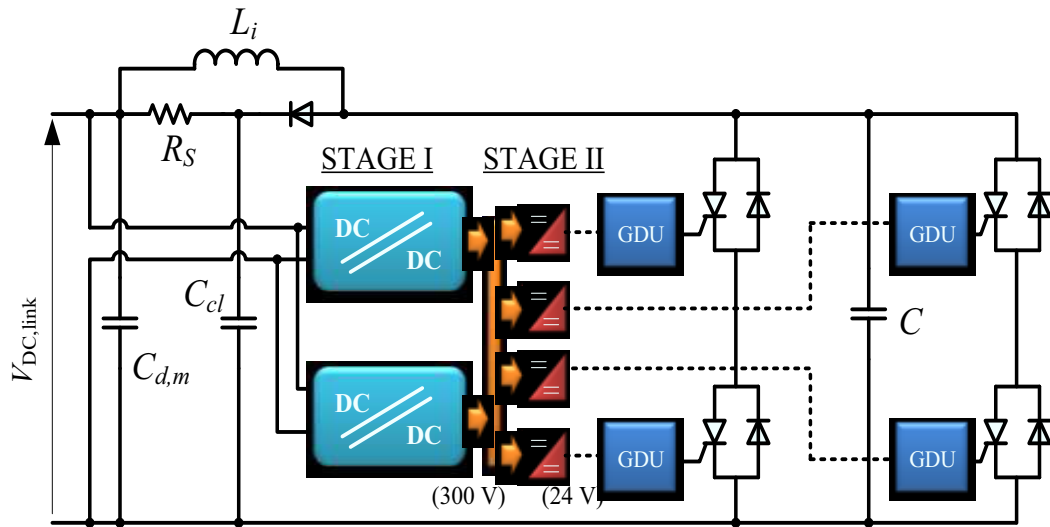 L_i
R_S
STAGE I STAGE II
DC
DC
GDU
GDU
V_DC,link
C_d,m
C_cl
C
DC
DC
GDU
GDU
(300 V) (24 V)